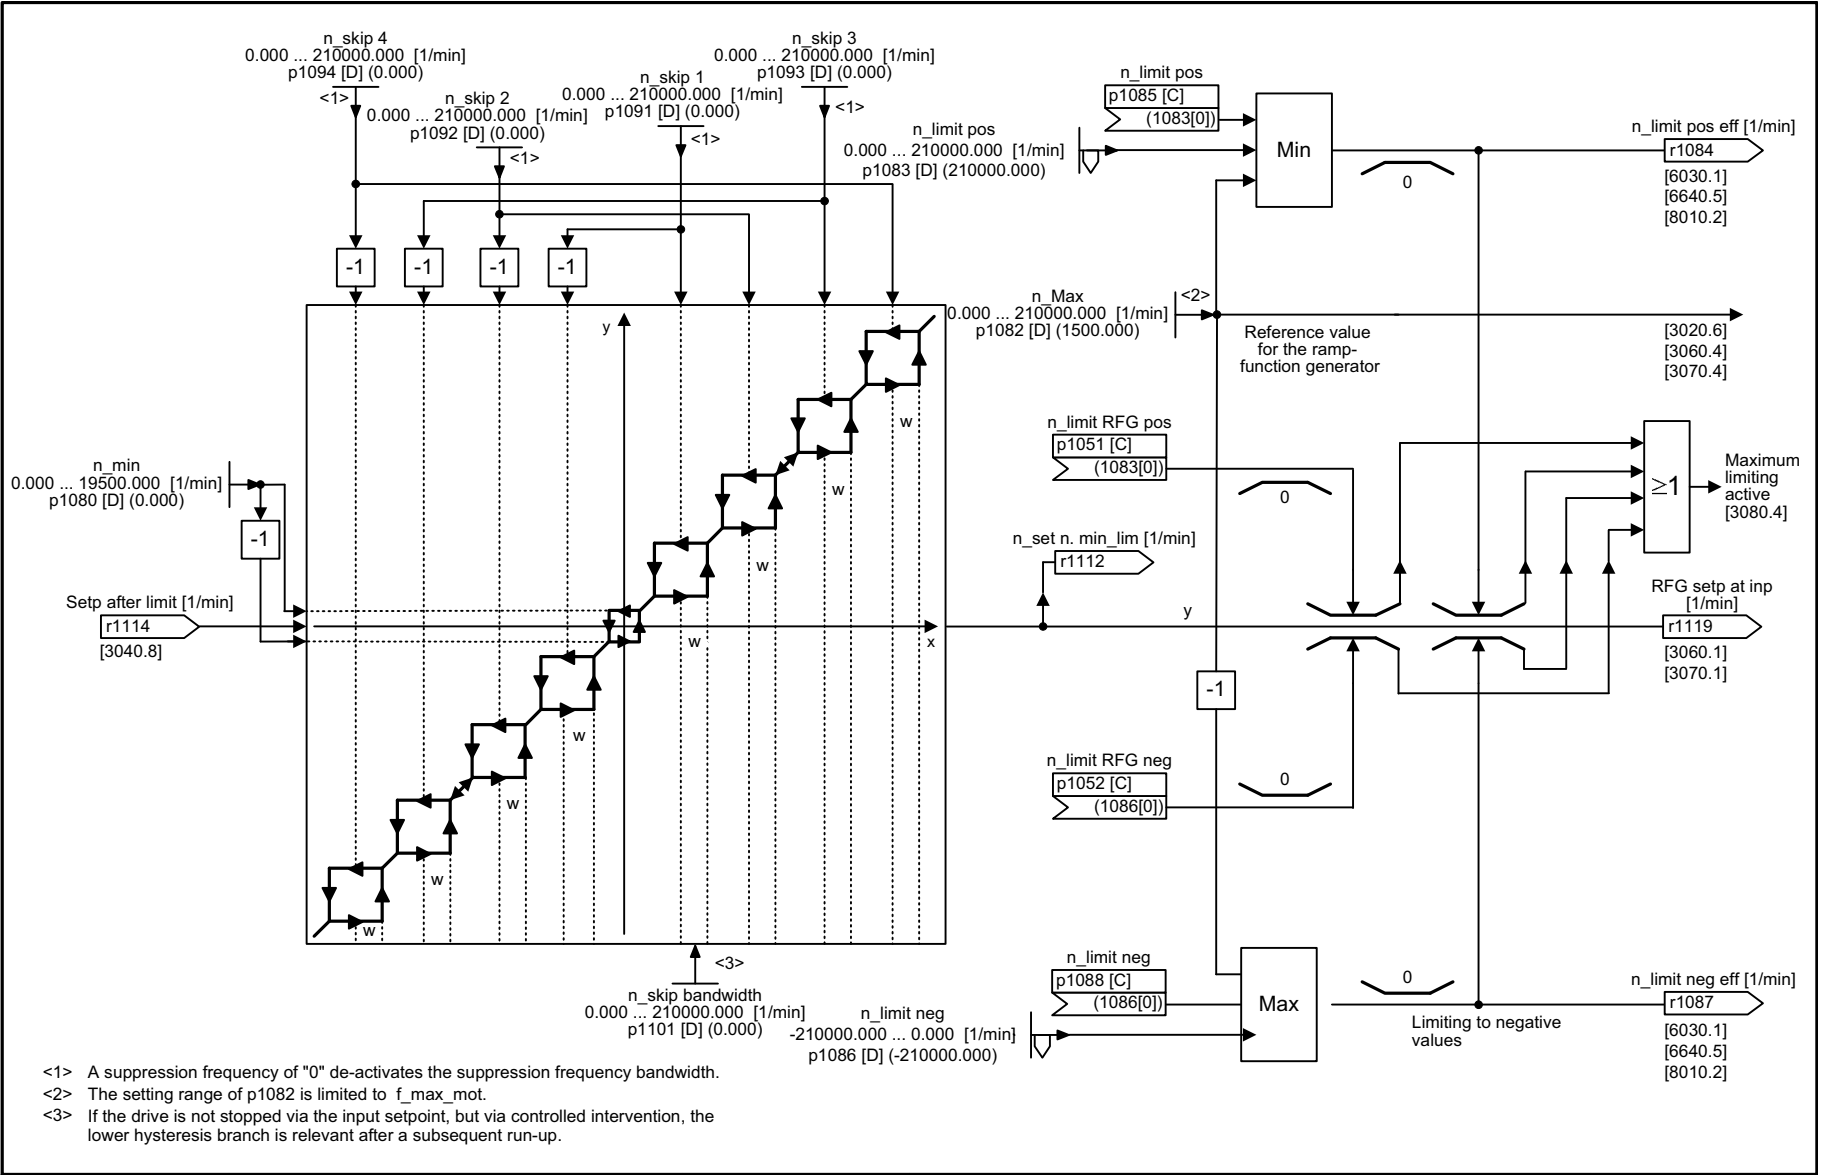 n_skip 4
0.000 ... 210000.000 [1/min]
p1094 [D] (0.000)
<1>
n_skip 2
0.000 ... 210000.000 [1/min]
p1092 [D] (0.000)
<1>
n_skip 1
0.000 ... 210000.000 [1/min]
p1091 [D] (0.000)
<1>
n_skip 3
0.000 ... 210000.000 [1/min]
p1093 [D] (0.000)
<1>
-1
-1
-1
-1
n_limit pos
p1085 [C]
(1083[0])
n_limit pos
0.000 ... 210000.000 [1/min]
p1083 [D] (210000.000)
Min
0
n_limit pos eff [1/min]
r1084
[6030.1]
[6640.5]
[8010.2]
n_Max
0.000 ... 210000.000 [1/min]
p1082 [D] (1500.000)
<2>
Reference value
for the ramp-
function generator
[3020.6]
[3060.4]
[3070.4]
y
w
w
w
w
w
w
w
w
x
n_min
0.000 ... 19500.000 [1/min]
p1080 [D] (0.000)
-1
Setp after limit [1/min]
r1114
[3040.8]
n_limit RFG pos
p1051 [C]
(1083[0])
0
n_set n. min_lim [1/min]
r1112
y
≥1
Maximum
limiting
active
[3080.4]
RFG setp at inp
[1/min]
r1119
[3060.1]
[3070.1]
-1
n_limit RFG neg
p1052 [C]
(1086[0])
0
<3>
n_skip bandwidth
0.000 ... 210000.000 [1/min]
p1101 [D] (0.000)
n_limit neg
p1088 [C]
(1086[0])
n_limit neg
-210000.000 ... 0.000 [1/min]
p1086 [D] (-210000.000)
Max
0
Limiting to negative
values
n_limit neg eff [1/min]
r1087
[6030.1]
[6640.5]
[8010.2]
<1> A suppression frequency of "0" de-activates the suppression frequency bandwidth.
<2> The setting range of p1082 is limited to f_max_mot.
<3> If the drive is not stopped via the input setpoint, but via controlled intervention, the
lower hysteresis branch is relevant after a subsequent run-up.